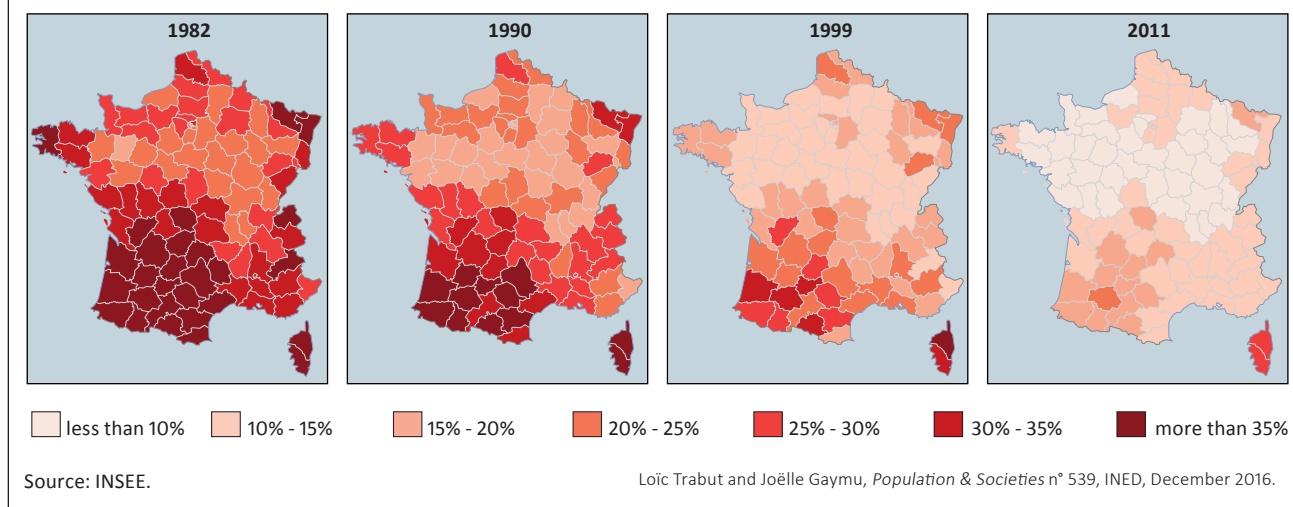 1982 1990 1999 2011
less than 10% 10% - 15% 15% - 20% 20% - 25% 25% - 30% 30% - 35% more than 35%
Source: INSEE. Loïc Trabut and Joëlle Gaymu, Population & Societies n° 539, INED, December 2016.